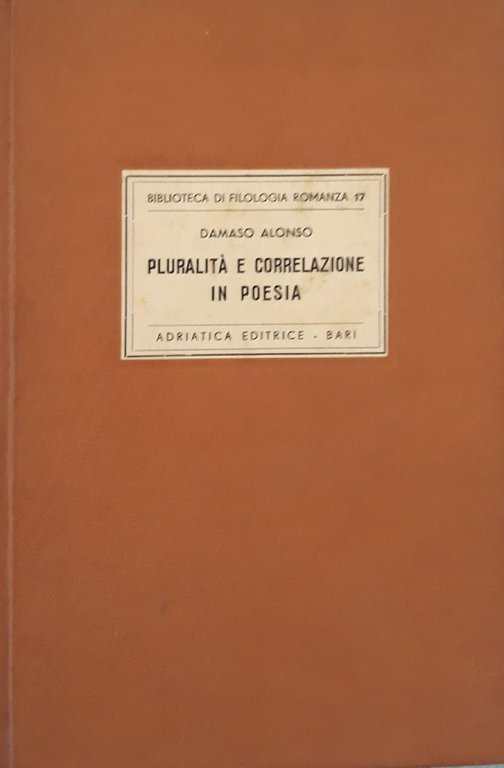 BIBLIOTECA DI FILOLOGIA ROMANZA 17
DAMASO ALONSO
PLURALITÀ E CORRELAZIONE
IN POESIA
ADRIATICA EDITRICE - BARI